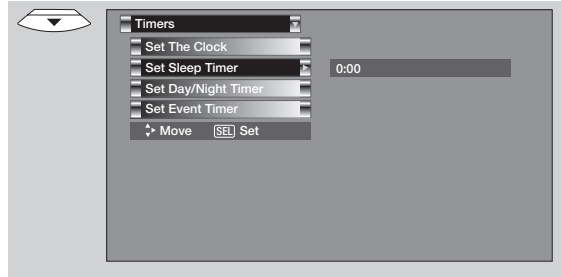 Timers
Set The Clock
Set Sleep Timer 0:00
Set Day/Night Timer
Set Event Timer
Move SEL Set